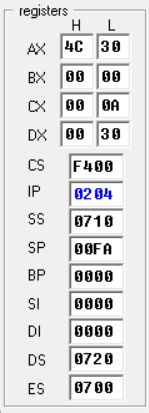 registers
H L
AX 4C 30
BX 00 00
CX 00 0A
DX 00 30
CS F400
IP 0204
SS 0710
SP 00FA
BP 0000
SI 0000
DI 0000
DS 0720
ES 0700